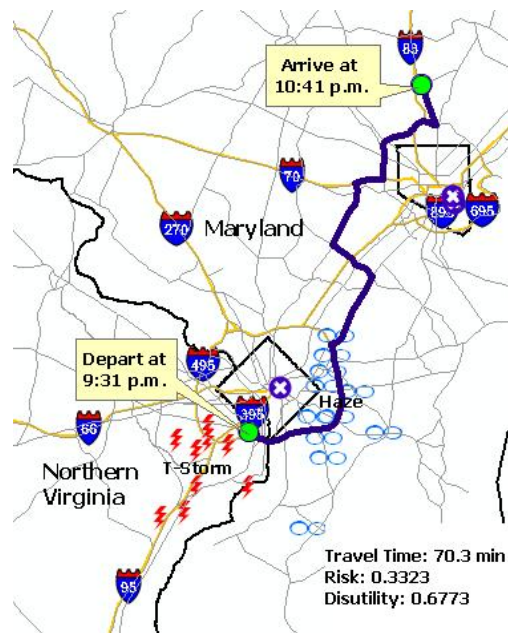 83
Arrive at
10:41 p.m.
70
895
695
270
Maryland
Depart at
9:31 p.m.
495
395
Haze
66
T-Storm
Northern
Virginia
95
Travel Time: 70.3 min
Risk: 0.3323
Disutility: 0.6773